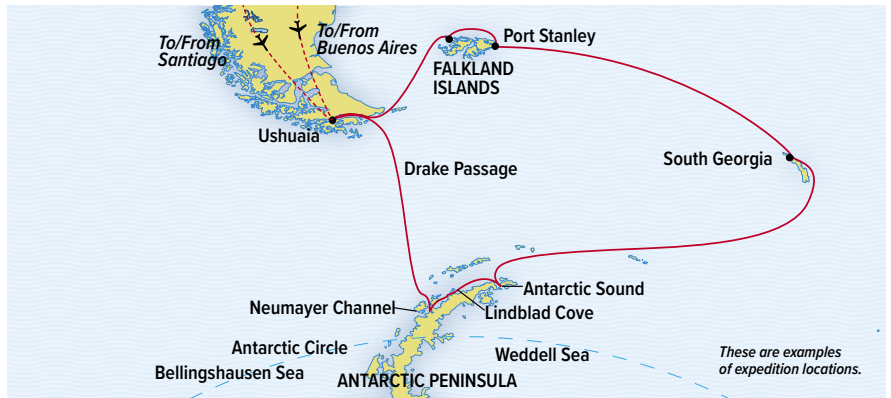 To/From
Santiago
To/From
Buenos Aires
Port Stanley
FALKLAND
ISLANDS
Ushuaia
Drake Passage
South Georgia
Antarctic Sound
Neumayer Channel
Lindblad Cove
Antarctic Circle
Weddell Sea
Bellingshausen Sea
ANTARCTIC PENINSULA
These are examples
of expedition locations.